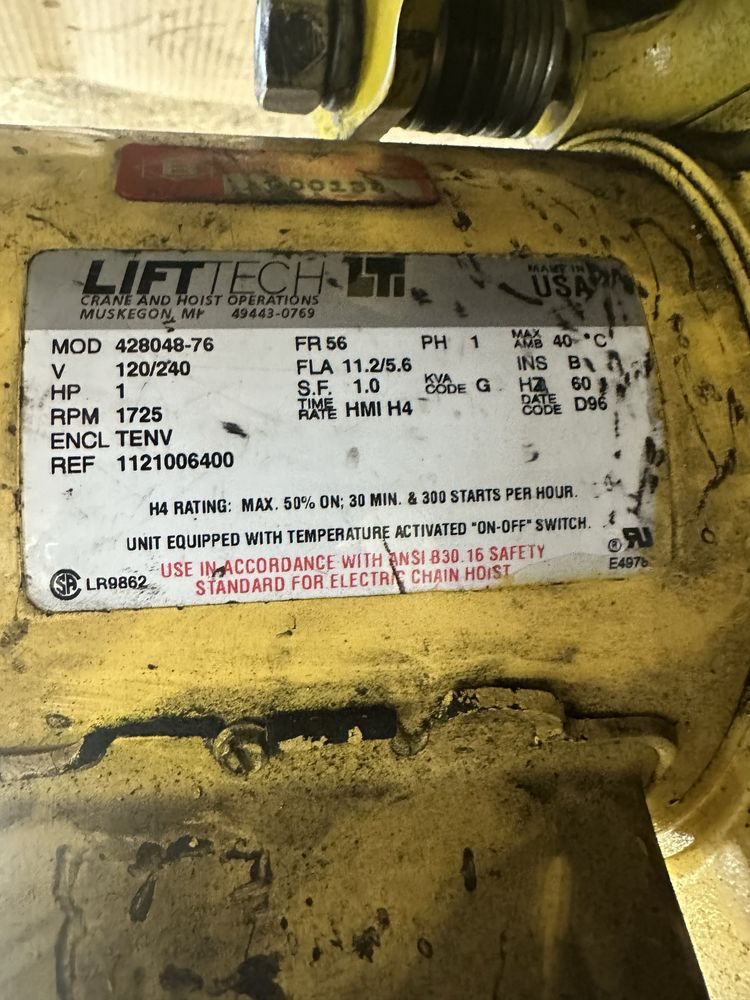 LIFTTECH LTI
CRANE AND HOIST OPERATIONS
MUSKEGON, MI 49443-0769
MADE IN USA
MOD 428048-76 FR 56 PH 1 MAX AMB 40 °C
V 120/240 FLA 11.2/5.6 INS B
HP 1 S.F. 1.0 KVA CODE G HZ 60
RPM 1725 TIME RATE HMI H4 DATE CODE D96
ENCL TENV
REF 1121006400
H4 RATING: MAX. 50% ON; 30 MIN. & 300 STARTS PER HOUR.
UNIT EQUIPPED WITH TEMPERATURE ACTIVATED "ON-OFF" SWITCH.
USE IN ACCORDANCE WITH ANSI B30.16 SAFETY
STANDARD FOR ELECTRIC CHAIN HOIST
SA LR9862